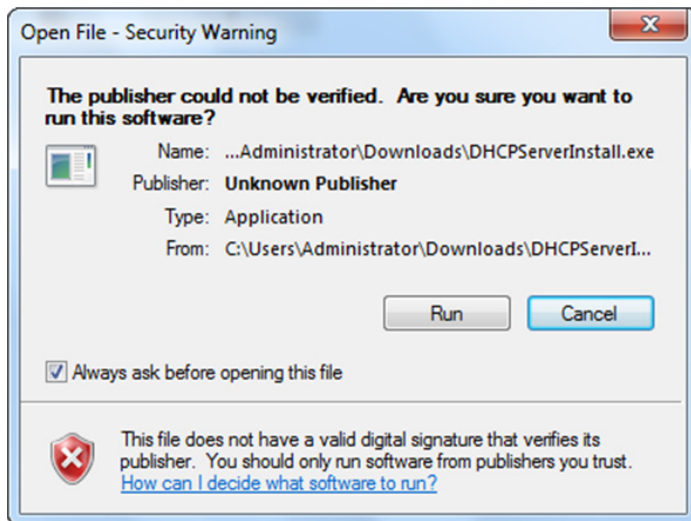 Open File - Security Warning
The publisher could not be verified.  Are you sure you want to
run this software?
Name: ...Administrator\Downloads\DHCPServerInstall.exe
Publisher: Unknown Publisher
Type: Application
From: C:\Users\Administrator\Downloads\DHCPServerI...
Run Cancel
Always ask before opening this file
This file does not have a valid digital signature that verifies its
publisher.  You should only run software from publishers you trust.
How can I decide what software to run?